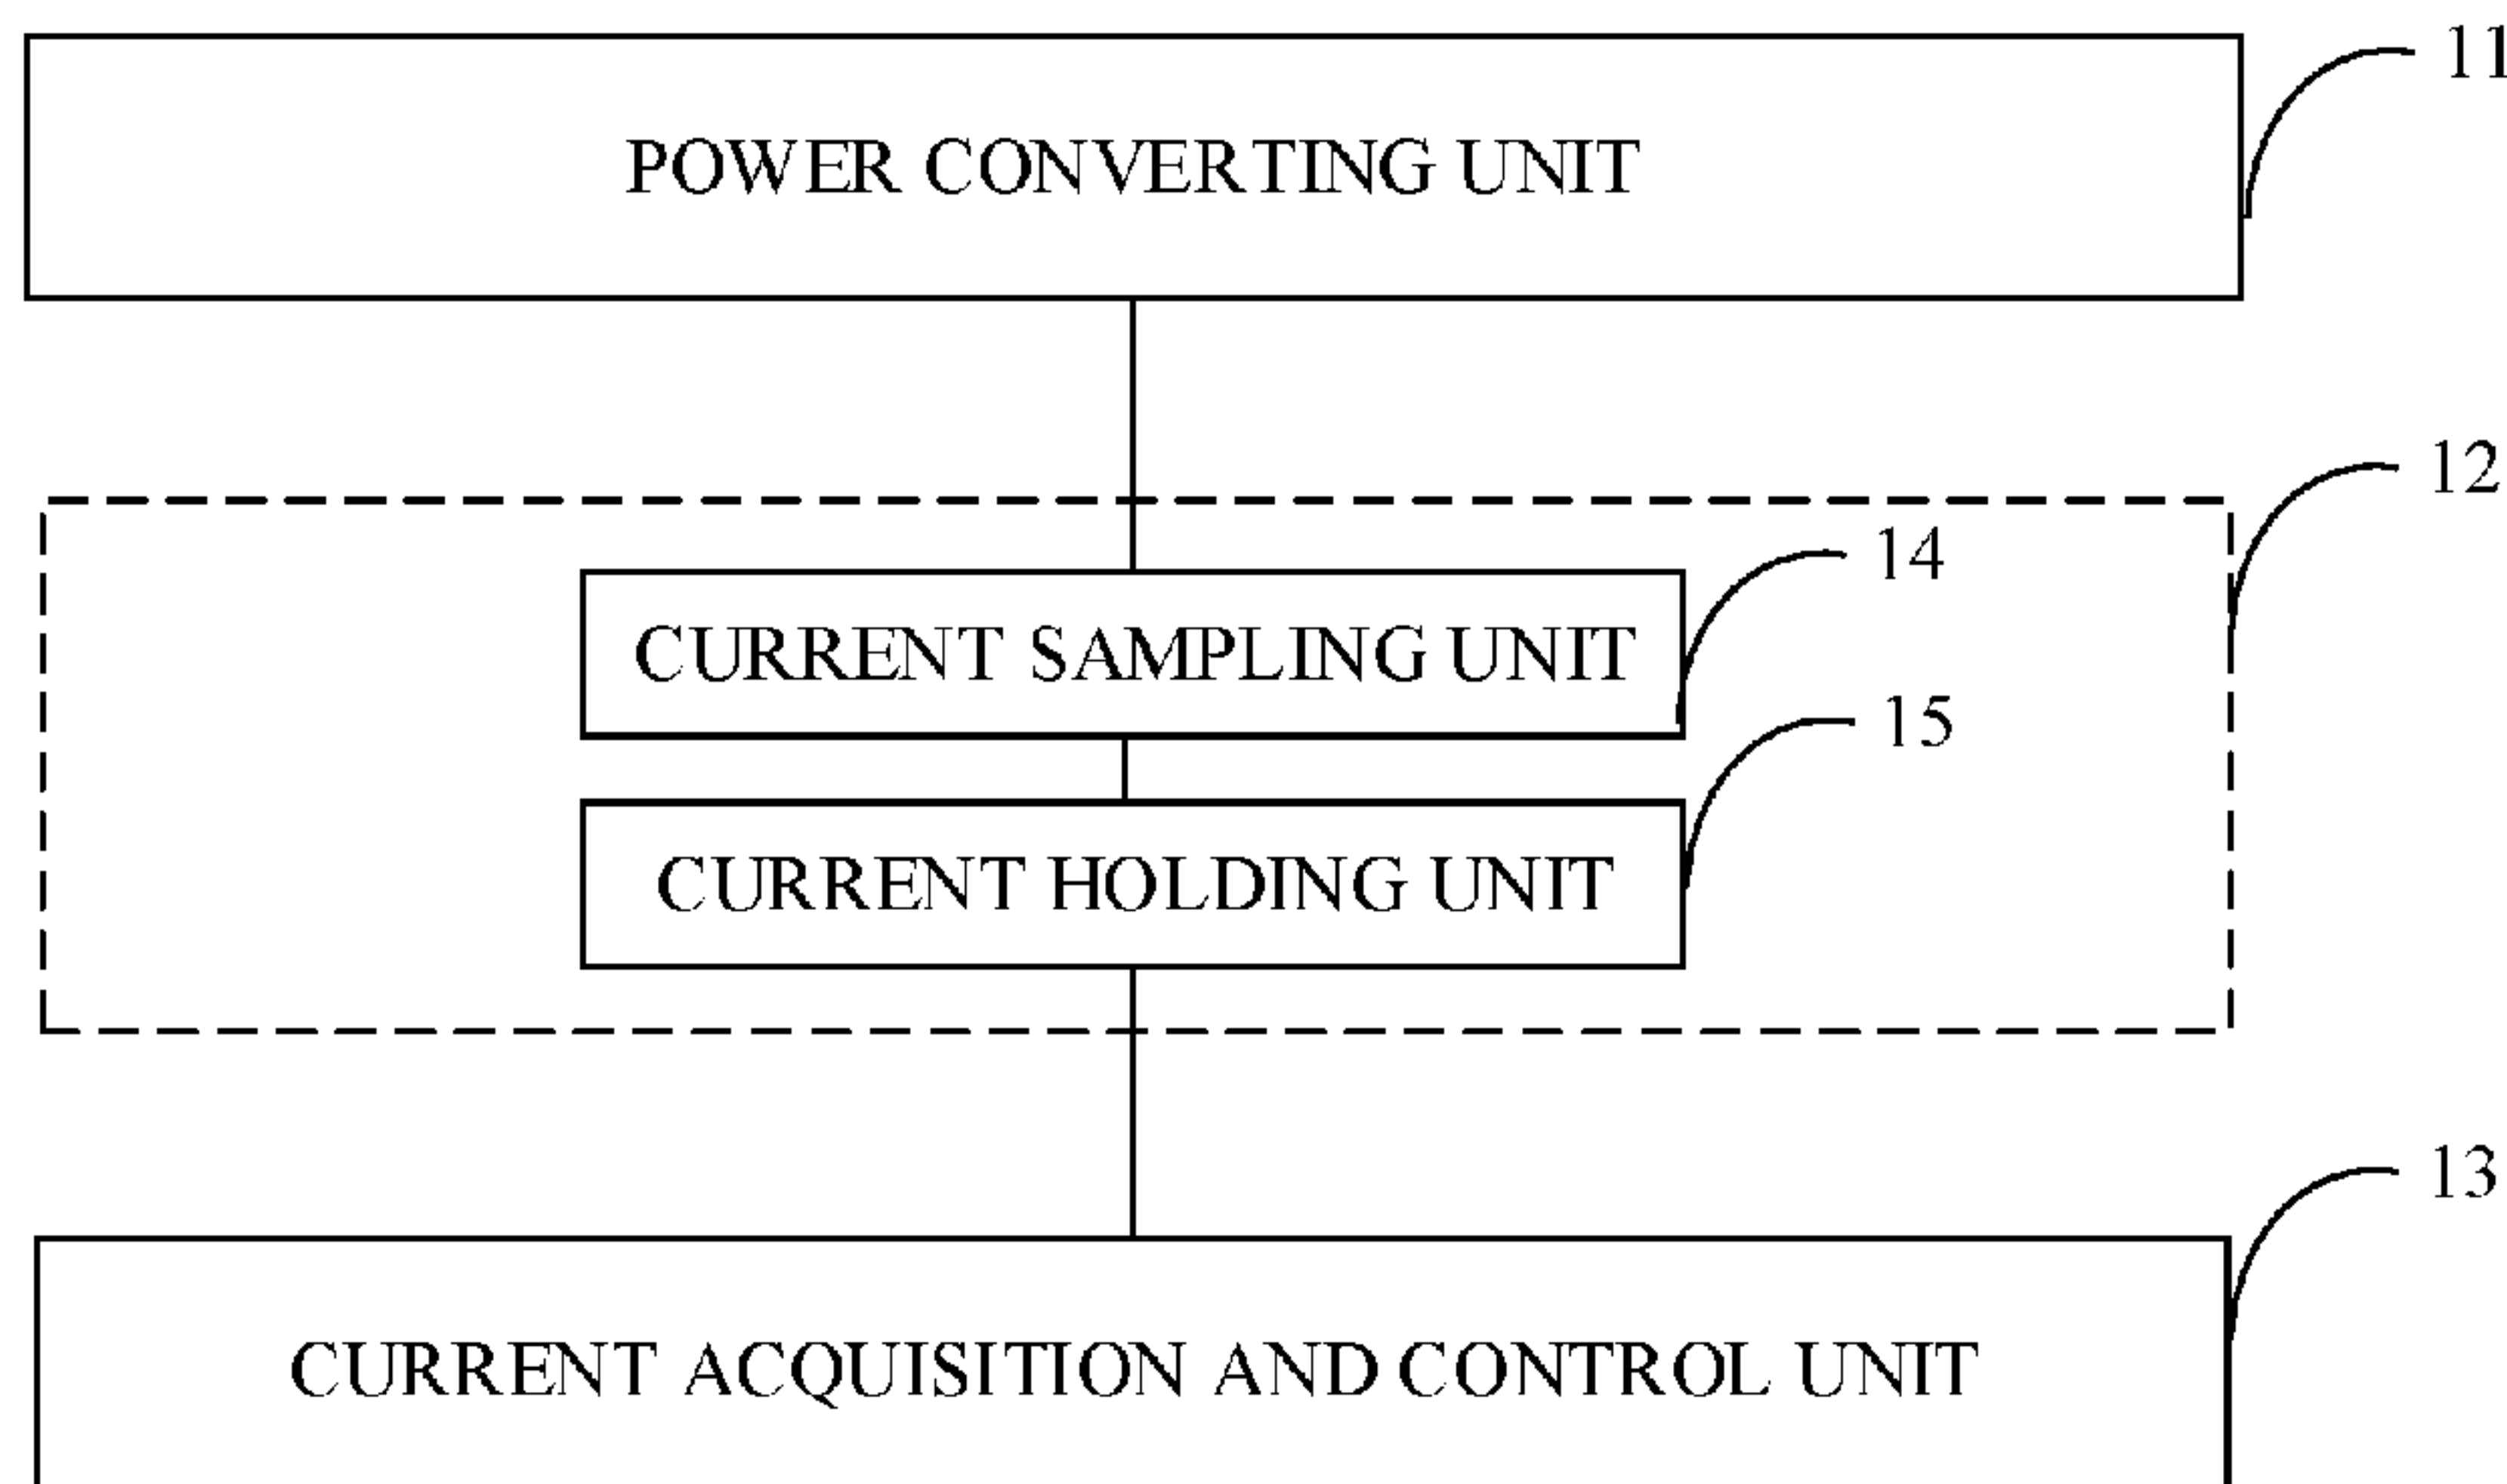 11
POWER CONVERTING UNIT
12
14
CURRENT SAMPLING UNIT
15
CURRENT HOLDING UNIT
13
CURRENT ACQUISITION AND CONTROL UNIT